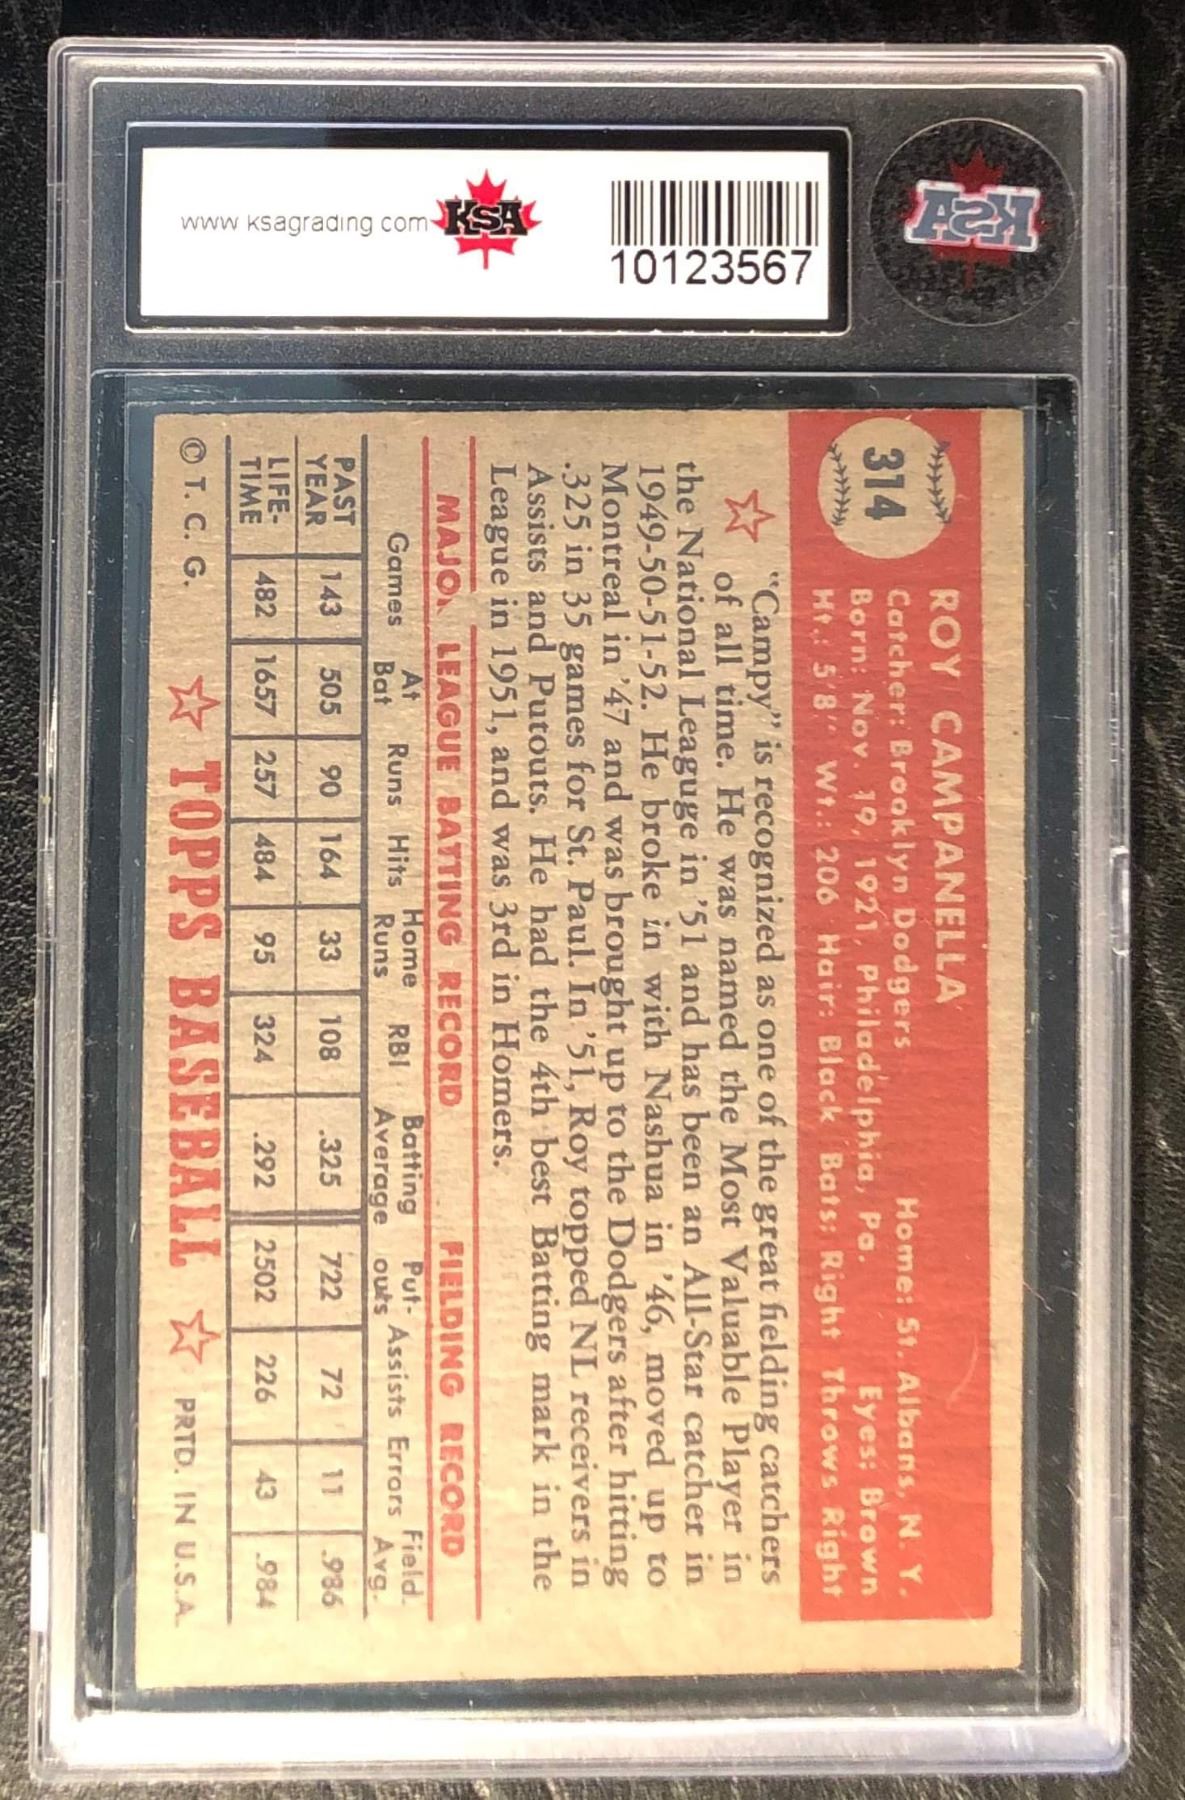 www ksagrading com
KSA
10123567
KSA
314
ROY CAMPANELLA
Catcher: Brooklyn Dodgers Home: St. Albans, N. Y.
Born: Nov. 19, 1921, Philadelphia, Pa. Eyes: Brown
Ht.: 5'8" Wt.: 206 Hair: Black Bats: Right Throws Right
"Campy" is recognized as one of the great fielding catchers
of all time. He was named the Most Valuable Player in
the National League in '51 and has been an All-Star catcher in
1949-50-51-52. He broke in with Nashua in '46, moved up to
Montreal in '47 and was brought up to the Dodgers after hitting
.325 in 35 games for St. Paul. In '51, Roy topped NL receivers in
Assists and Putouts. He had the 4th best Batting mark in the
League in 1951, and was 3rd in Homers.
MAJOR LEAGUE BATTING RECORD FIELDING RECORD
Games At Bat Runs Hits Home Runs RBI Batting Average Put-outs Assists Errors Field. Avg.
PAST YEAR 143 505 90 164 33 108 .325 722 72 11 .986
LIFE-TIME 482 1657 257 484 95 324 .292 2502 226 43 .984
© T. C. G. TOPPS BASEBALL PRTD. IN U.S.A.